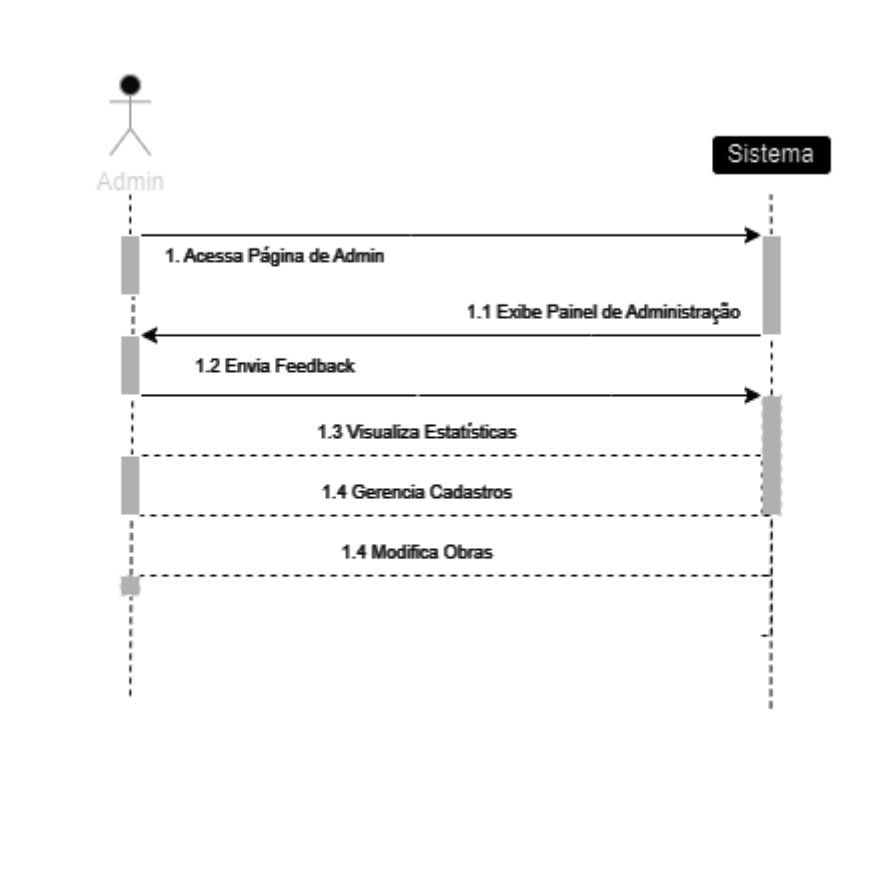 Sistema
Admin
1. Acessa Página de Admin
1.1 Exibe Painel de Administração
1.2 Envia Feedback
1.3 Visualiza Estatísticas
1.4 Gerencia Cadastros
1.4 Modifica Obras